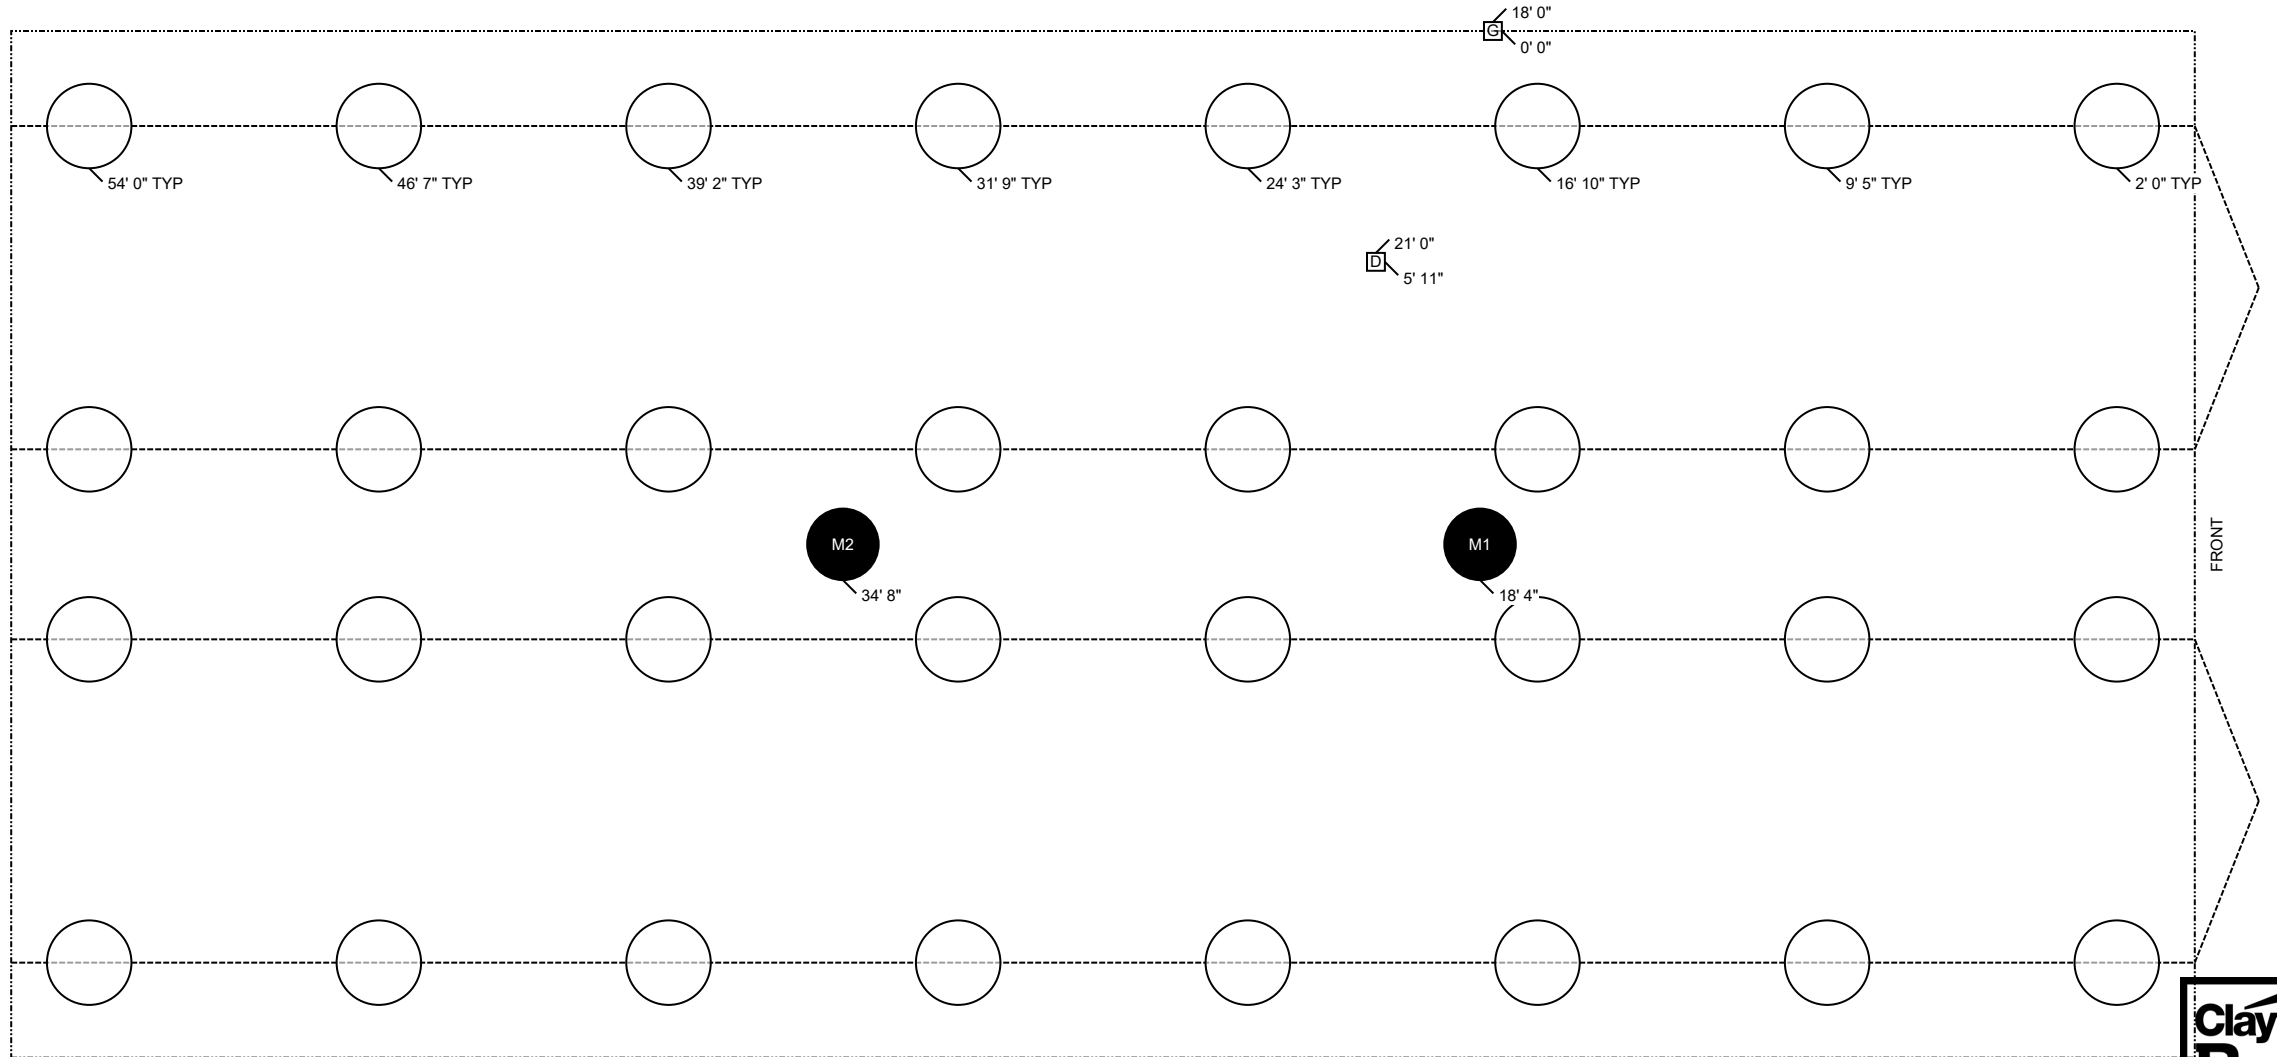 18' 0"
G
0' 0"
54' 0" TYP
46' 7" TYP
39' 2" TYP
31' 9" TYP
24' 3" TYP
16' 10" TYP
9' 5" TYP
2' 0" TYP
21' 0"
D
5' 11"
M2
M1
FRONT
34' 8"
18' 4"
Clay